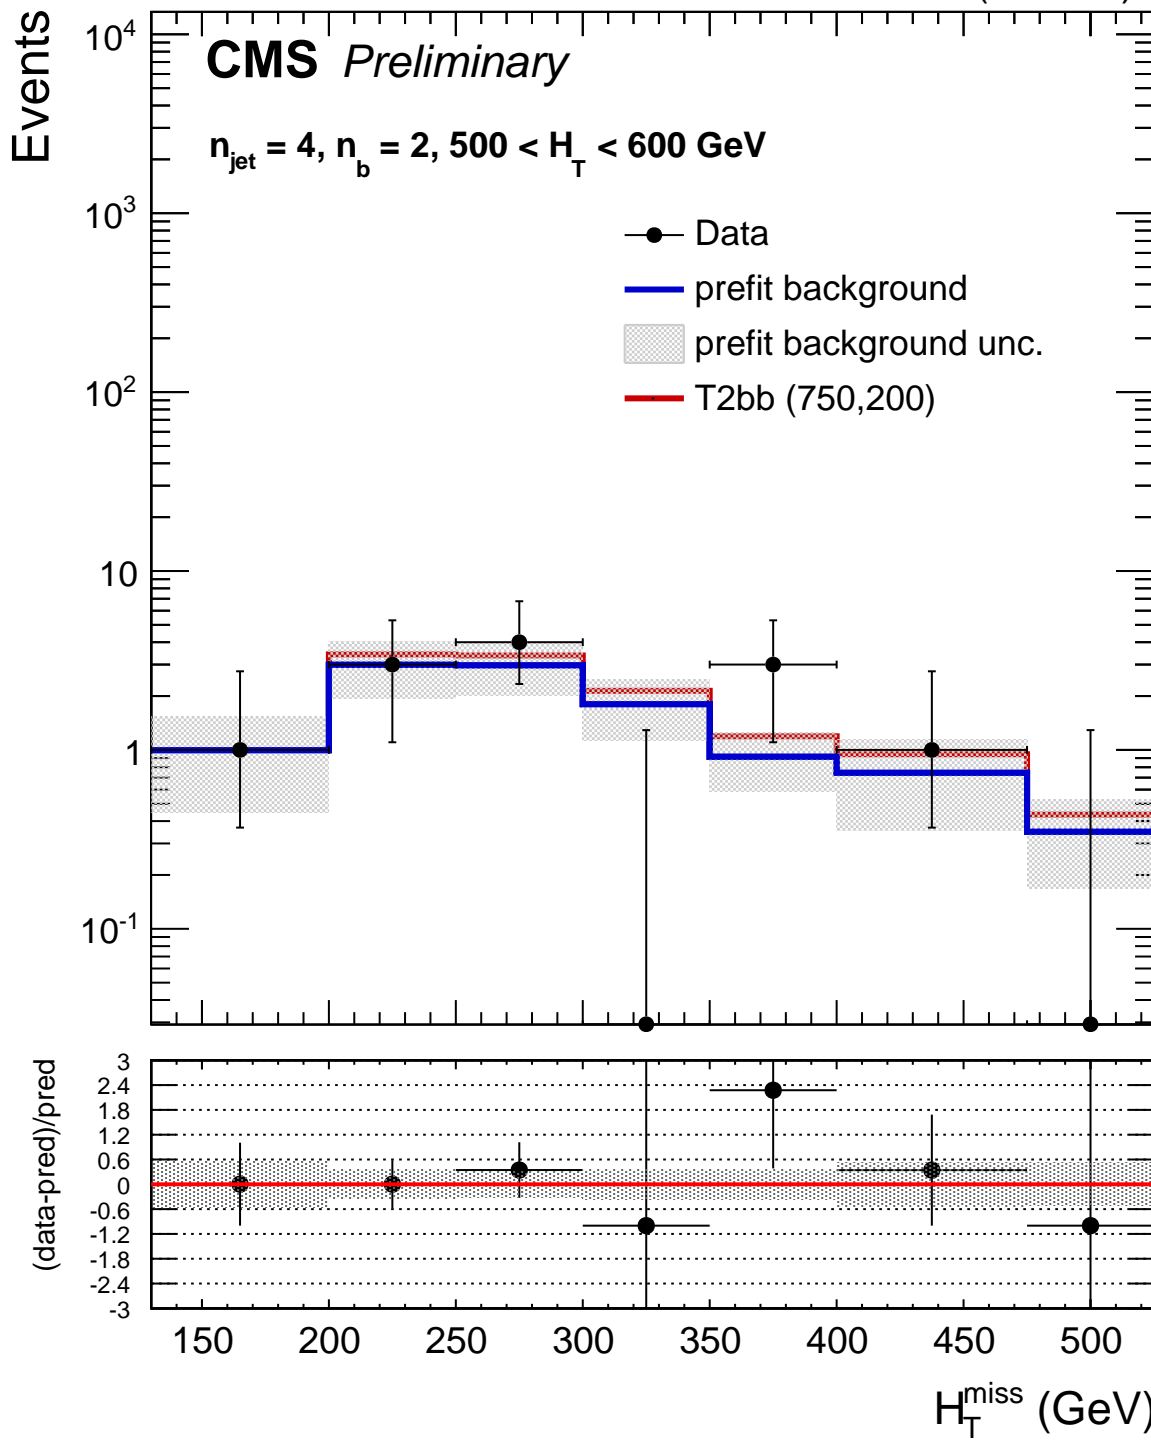 CMS Preliminary
n_jet = 4, n_b = 2, 500 < H_T < 600 GeV
Events
10^4
10^3
10^2
10
1
10^-1
Data
prefit background
prefit background unc.
T2bb (750,200)
(data-pred)/pred
3
2.4
1.8
1.2
0.6
0
-0.6
-1.2
-1.8
-2.4
-3
150 200 250 300 350 400 450 500
H_T^miss (GeV)